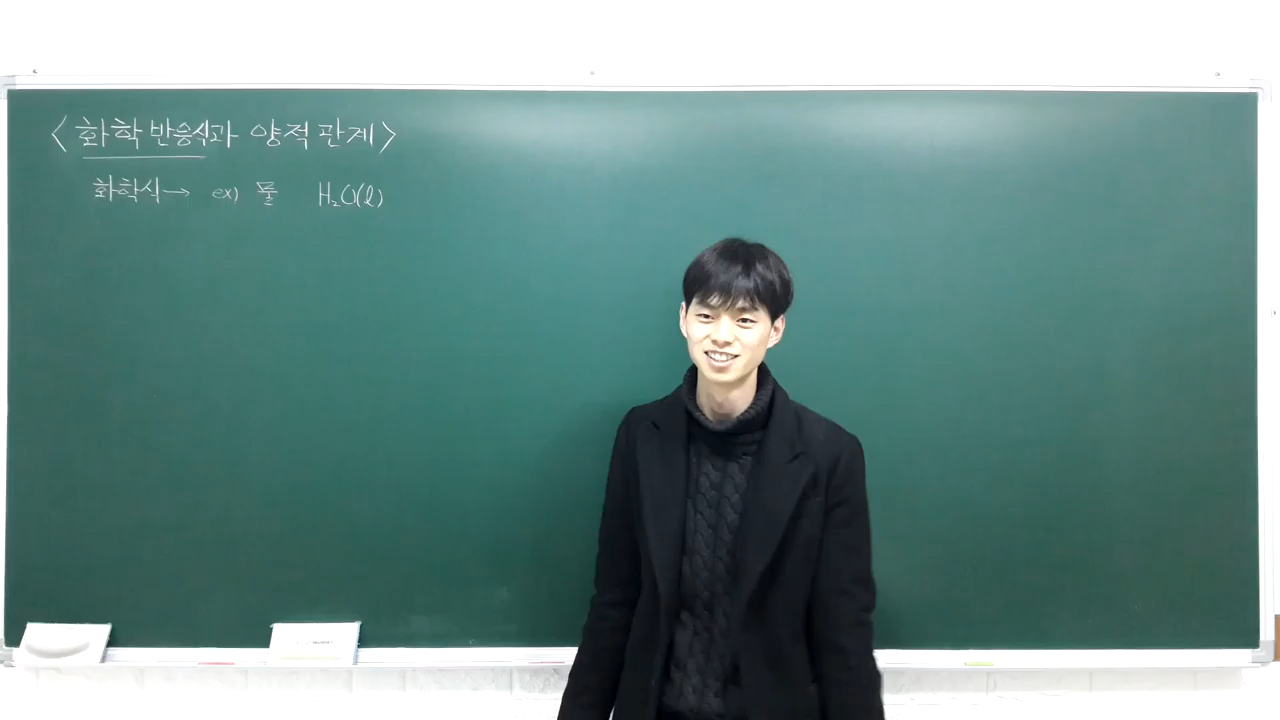 <화학 반응식과 양적 관계>
화학식→ ex) 물 H₂O(l)